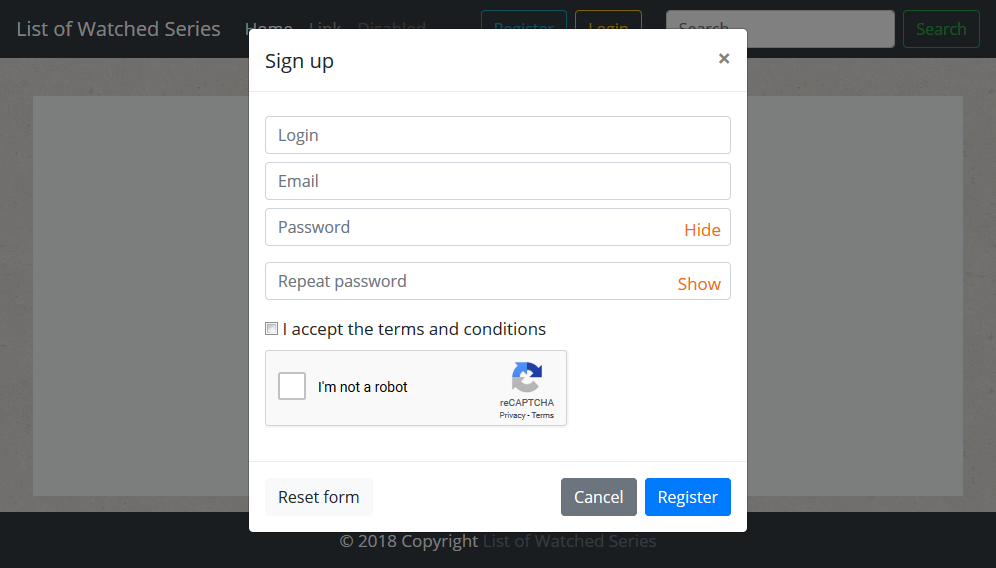 List of Watched Series Home Link Disabled Register Login Search Search
Sign up ×
Login
Email
Password Hide
Repeat password Show
I accept the terms and conditions
I'm not a robot
reCAPTCHA
Privacy - Terms
Reset form Cancel Register
© 2018 Copyright List of Watched Series